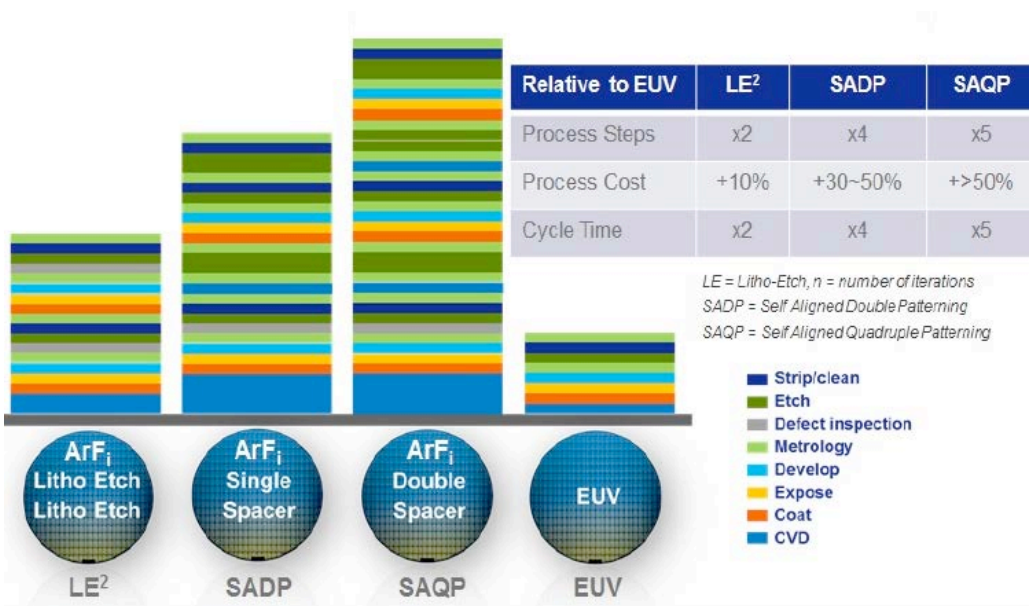 Relative to EUV LE² SADP SAQP
Process Steps x2 x4 x5
Process Cost +10% +30~50% +>50%
Cycle Time x2 x4 x5
LE = Litho-Etch, n = number of iterations
SADP = Self Aligned Double Patterning
SAQP = Self Aligned Quadruple Patterning
Strip/clean
Etch
Defect inspection
Metrology
Develop
Expose
Coat
CVD
ArFi
Litho Etch
Litho Etch
ArFi
Single
Spacer
ArFi
Double
Spacer
EUV
LE² SADP SAQP EUV